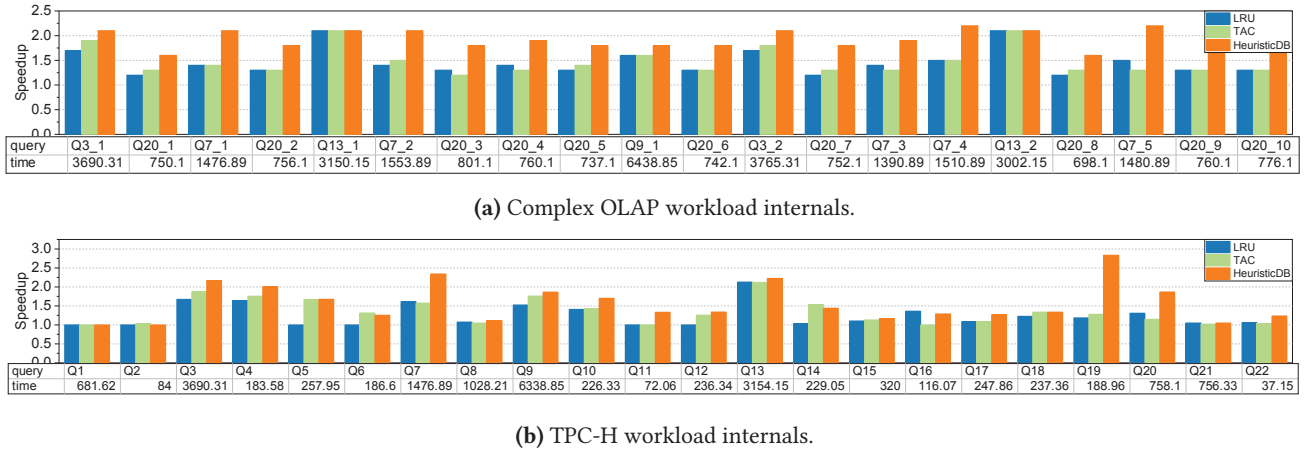 2.5
2.0
1.5
1.0
0.5
0.0
Speedup
LRU
TAC
HeuristicDB
query Q3_1 Q20_1 Q7_1 Q20_2 Q13_1 Q7_2 Q20_3 Q20_4 Q20_5 Q9_1 Q20_6 Q3_2 Q20_7 Q7_3 Q7_4 Q13_2 Q20_8 Q7_5 Q20_9 Q20_10
time 3690.31 750.1 1476.89 756.1 3150.15 1553.89 801.1 760.1 737.1 6438.85 742.1 3765.31 752.1 1390.89 1510.89 3002.15 698.1 1480.89 760.1 776.1
(a) Complex OLAP workload internals.
3.0
2.5
2.0
1.5
1.0
0.0
Speedup
LRU
TAC
HeuristicDB
query Q1 Q2 Q3 Q4 Q5 Q6 Q7 Q8 Q9 Q10 Q11 Q12 Q13 Q14 Q15 Q16 Q17 Q18 Q19 Q20 Q21 Q22
time 681.62 84 3690.31 183.58 257.95 186.6 1476.89 1028.21 6338.85 226.33 72.06 236.34 3154.15 229.05 320 116.07 247.86 237.36 188.96 758.1 756.33 37.15
(b) TPC-H workload internals.